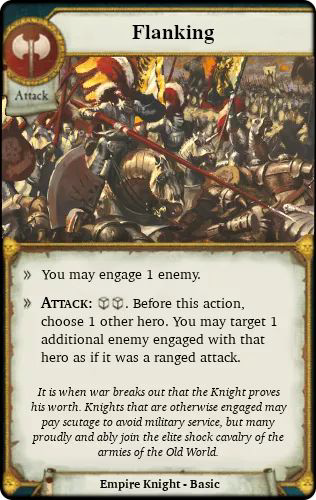 Flanking
Attack
» You may engage 1 enemy.
» ATTACK: . Before this action,
choose 1 other hero. You may target 1
additional enemy engaged with that
hero as if it was a ranged attack.
It is when war breaks out that the Knight proves
his worth. Knights that are otherwise engaged may
pay scutage to avoid military service, but many
proudly and ably join the elite shock cavalry of the
armies of the Old World.
Empire Knight - Basic